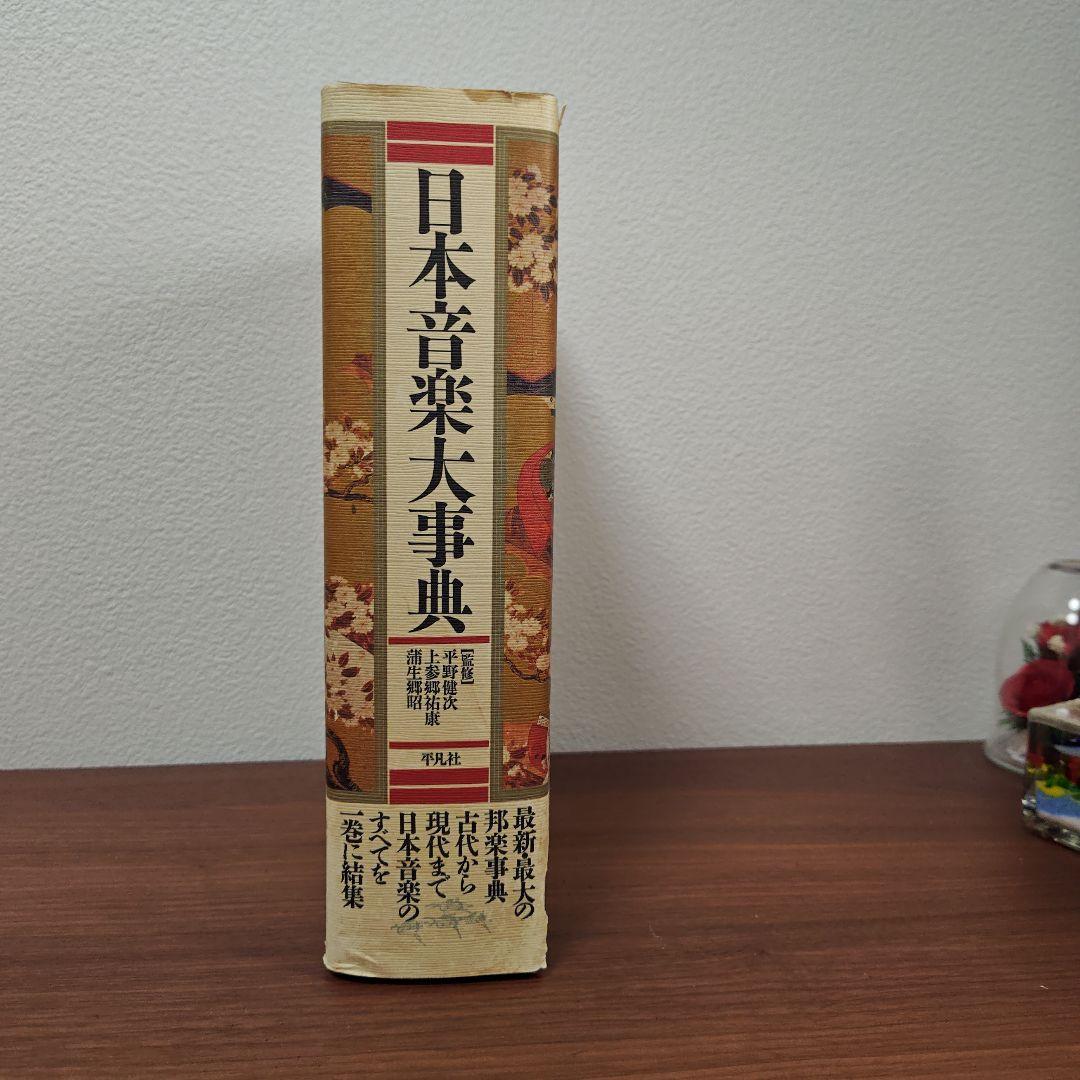 日本音楽大事典
[監修]
平野健次
上参郷祐康
蒲生郷昭
平凡社
最新・最大の
邦楽事典
古代から
現代まで
日本音楽の
すべてを
一巻に結集